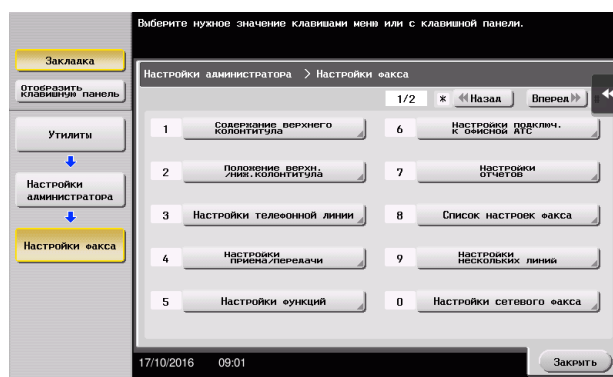 Выберите нужное значение клавишами меню или с клавишной панели.
Закладка
Отобразить
клавишную панель
Утилиты
Настройки
администратора
Настройки факса
Настройки администратора > Настройки факса
1/2 * Назад Вперед
1 Содержание верхнего
колонтитула
6 Настройки подключ.
к офисной АТС
2 Положение верхн.
/ниж.колонтитула
7 Настройки
отчетов
3 Настройки телефонной линии
8 Список настроек факса
4 Настройки
приема/передачи
9 Настройки
нескольких линий
5 Настройки функций
0 Настройки сетевого факса
17/10/2016 09:01
Закрыть